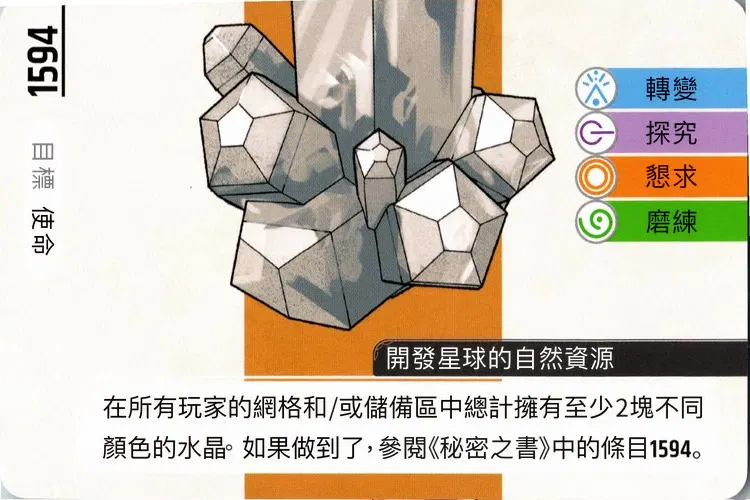 1594
目標 使命
轉變
探究
懇求
磨練
開發星球的自然資源
在所有玩家的網格和/或儲備區中總計擁有至少2塊不同
顏色的水晶。如果做到了，參閱《秘密之書》中的條目1594。